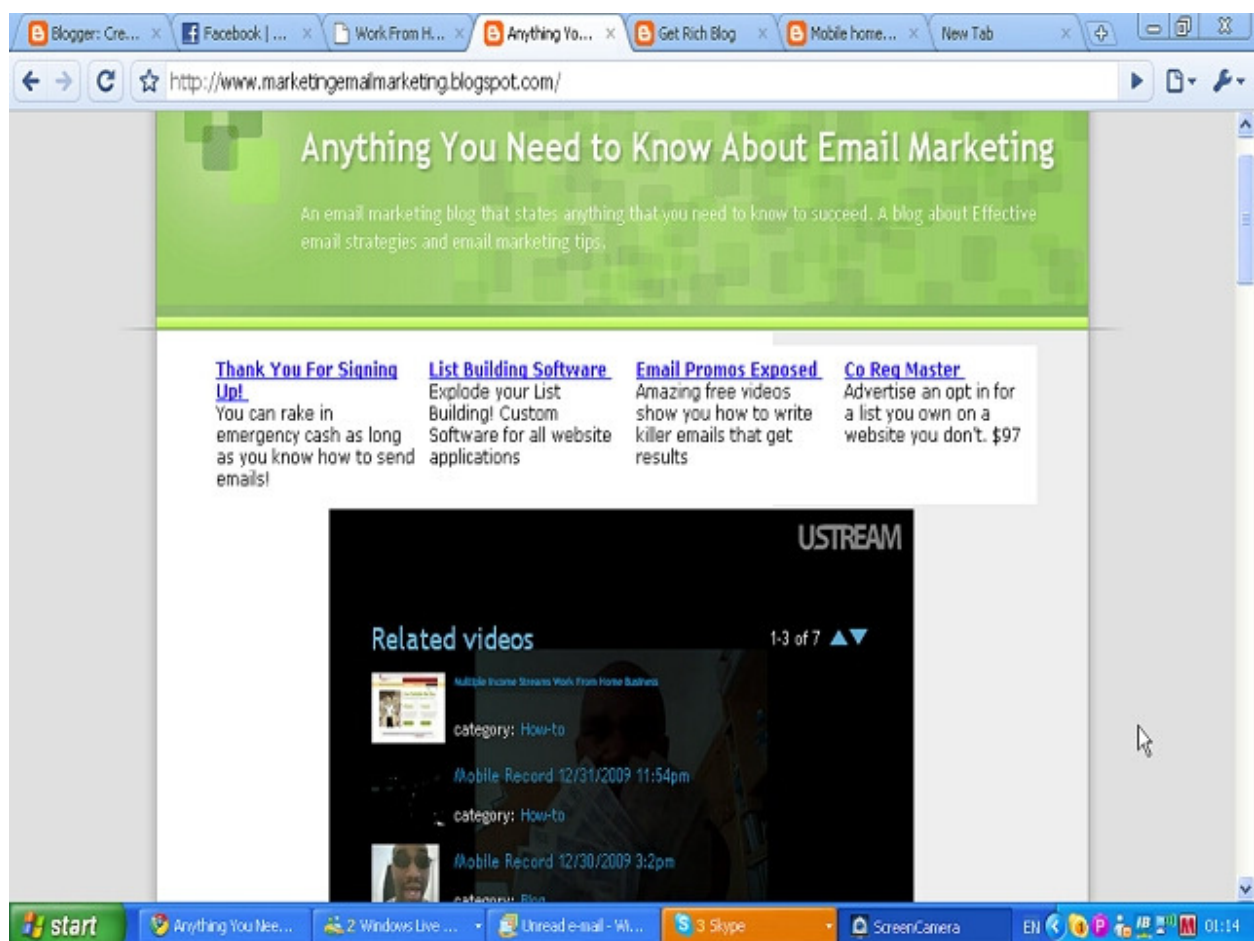 Blogger: Cre...
Facebook | ...
Work From H...
Anything Yo...
Get Rich Blog
Mobile home...
New Tab
http://www.marketingemailmarketing.blogspot.com/
Anything You Need to Know About Email Marketing
An email marketing blog that states anything that you need to know to succeed. A blog about Effective
email strategies and email marketing tips.
Thank You For Signing
Up!
You can rake in
emergency cash as long
as you know how to send
emails!
List Building Software
Explode your List
Building! Custom
Software for all website
applications
Email Promos Exposed
Amazing free videos
show you how to write
killer emails that get
results
Co Reg Master
Advertise an opt in for
a list you own on a
website you don't. $97
USTREAM
Related videos
1-3 of 7
Multiple Income Streams Work From Home Business
category: How-to
Mobile Record 12/31/2009 11:54pm
category: How-to
Mobile Record 12/30/2009 3:2pm
category: Blog
start
Anything You Nee...
2 Windows Live ...
Unread e-mail - Wi...
3 Skype
ScreenCamera
EN
01:14